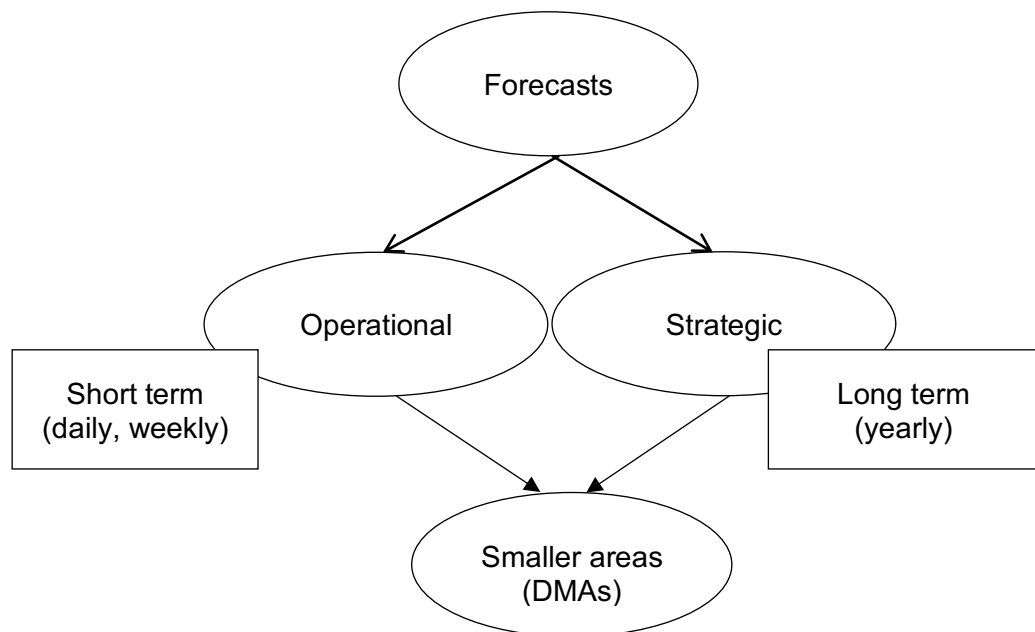 Forecasts
Operational
Strategic
Short term
(daily, weekly)
Long term
(yearly)
Smaller areas
(DMAs)